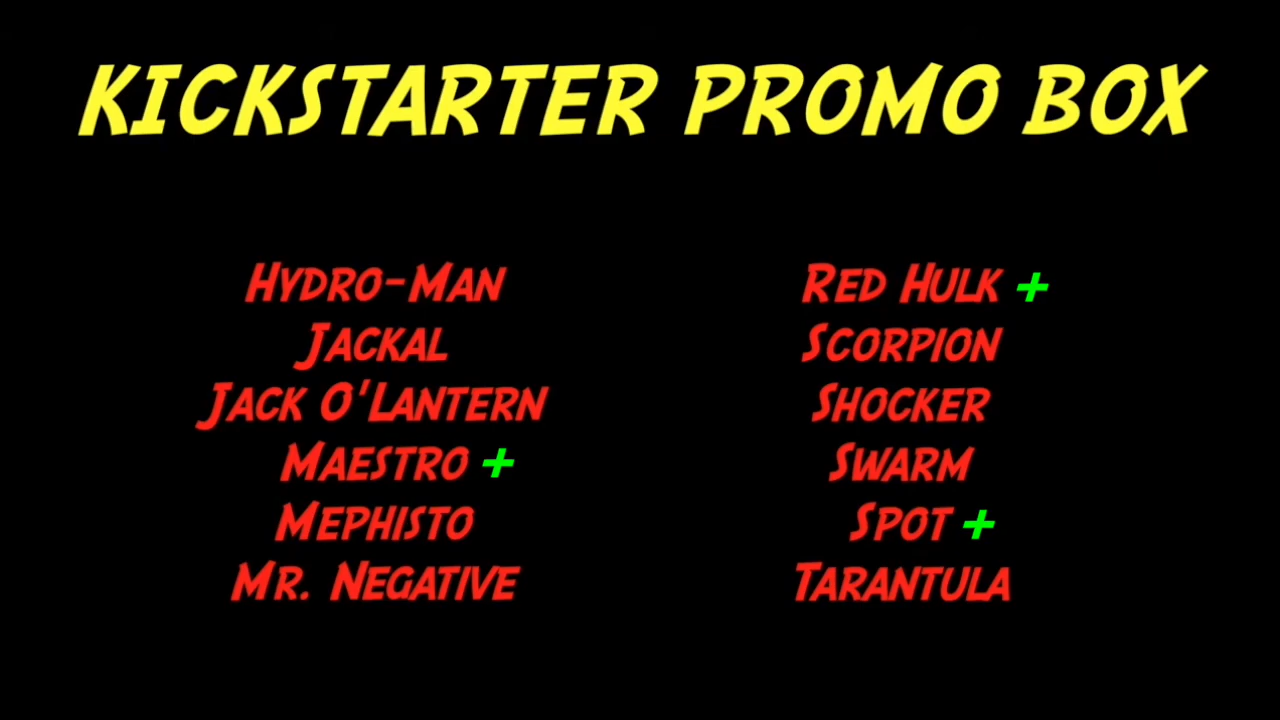 KICKSTARTER PROMO BOX
HYDRO-MAN
JACKAL
JACK O'LANTERN
MAESTRO +
MEPHISTO
MR. NEGATIVE
RED HULK +
SCORPION
SHOCKER
SWARM
SPOT +
TARANTULA